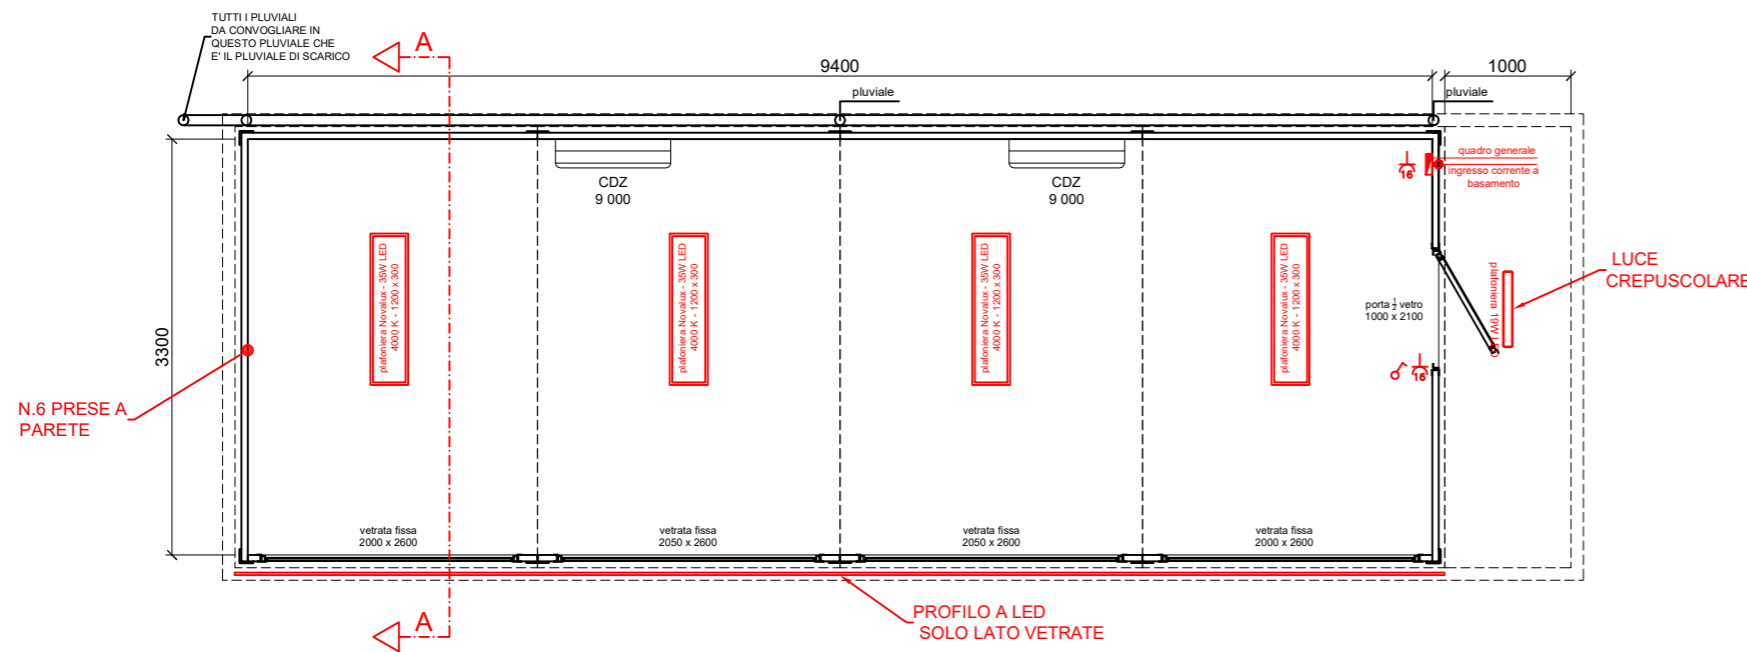 TUTTI I PLUVIALI
DA CONVOGLIARE IN
QUESTO PLUVIALE CHE
E' IL PLUVIALE DI SCARICO
A
9400
1000
pluviale
pluviale
CDZ
9 000
CDZ
9 000
16
quadro generale
ingresso corrente a
basamento
plafoniera Novalux - 35W LED
4000 K - 1200 x 300
plafoniera Novalux - 35W LED
4000 K - 1200 x 300
plafoniera Novalux - 35W LED
4000 K - 1200 x 300
plafoniera Novalux - 35W LED
4000 K - 1200 x 300
plafoniera 19W LED
LUCE
CREPUSCOLARE
porta ½ vetro
1000 x 2100
3300
16
N.6 PRESE A
PARETE
vetrata fissa
2000 x 2600
vetrata fissa
2050 x 2600
vetrata fissa
2050 x 2600
vetrata fissa
2000 x 2600
A
PROFILO A LED
SOLO LATO VETRATE